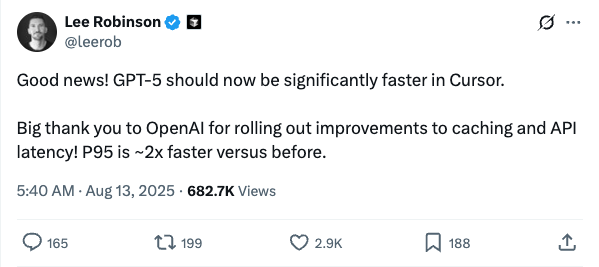 Lee Robinson
@leerob
Good news! GPT-5 should now be significantly faster in Cursor.
Big thank you to OpenAI for rolling out improvements to caching and API
latency! P95 is ~2x faster versus before.
5:40 AM · Aug 13, 2025 · 682.7K Views
165 199 2.9K 188